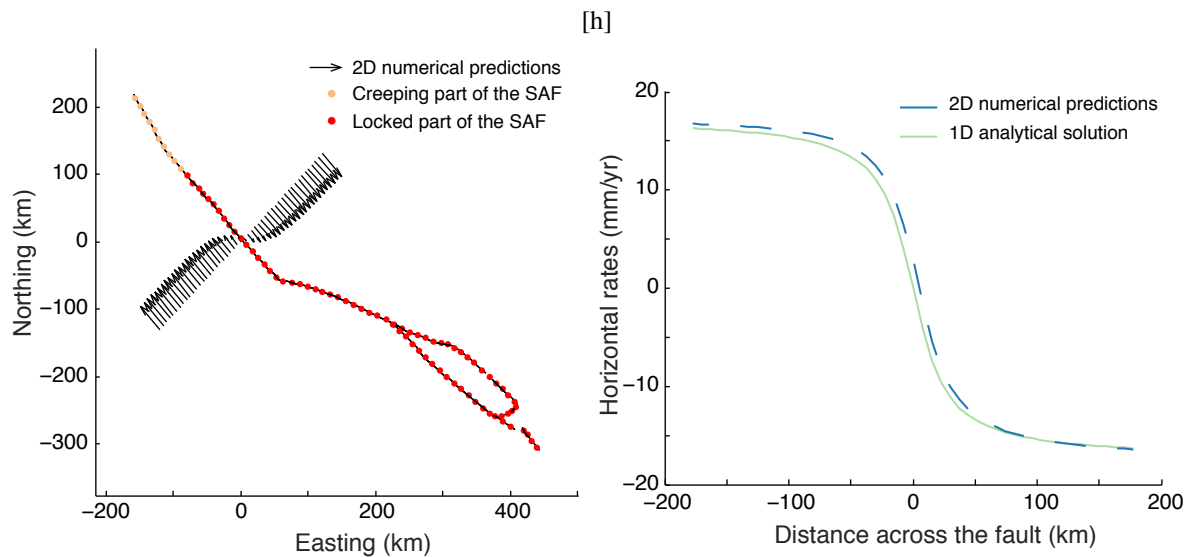 [h]
2D numerical predictions
Creeping part of the SAF
Locked part of the SAF
200
100
0
−100
−200
−300
Northing (km)
−200
0
200
400
Easting (km)
2D numerical predictions
1D analytical solution
20
10
0
−10
−20
Horizontal rates (mm/yr)
−200
−100
0
100
200
Distance across the fault (km)